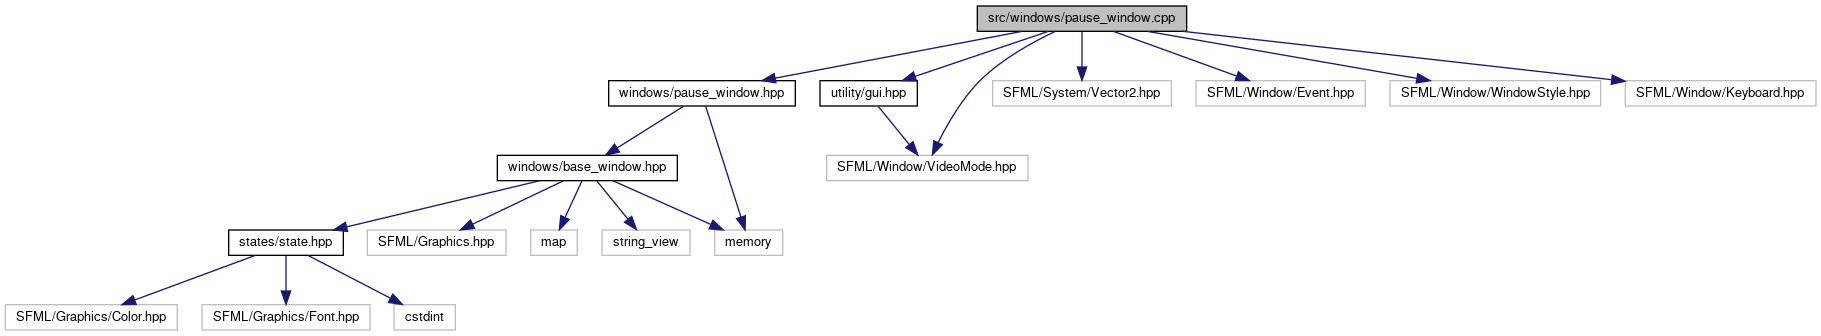 src/windows/pause_window.cpp
windows/pause_window.hpp
utility/gui.hpp
SFML/System/Vector2.hpp
SFML/Window/Event.hpp
SFML/Window/WindowStyle.hpp
SFML/Window/Keyboard.hpp
windows/base_window.hpp
SFML/Window/VideoMode.hpp
states/state.hpp
SFML/Graphics.hpp
map
string_view
memory
SFML/Graphics/Color.hpp
SFML/Graphics/Font.hpp
cstdint